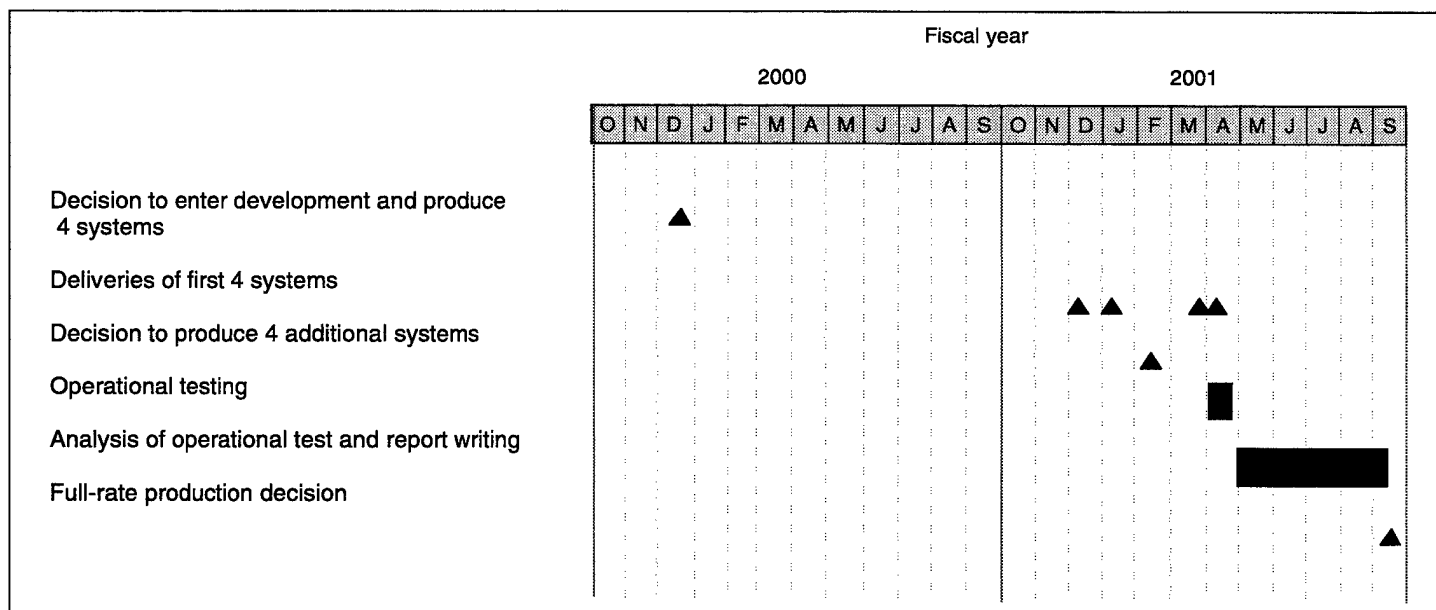 Fiscal year
2000 2001
O N D J F M A M J J A S O N D J F M A M J J A S
Decision to enter development and produce
4 systems
Deliveries of first 4 systems
Decision to produce 4 additional systems
Operational testing
Analysis of operational test and report writing
Full-rate production decision